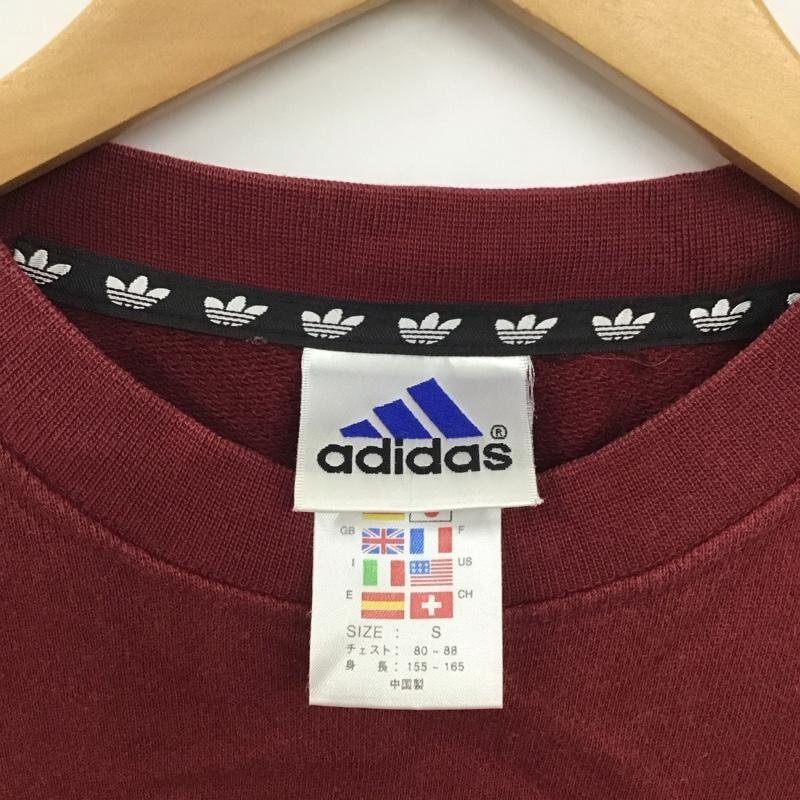 adidas ®
GB F
I US
E CH
SIZE : S
チェスト: 80 ~ 88
身 長: 155 ~ 165
中国製